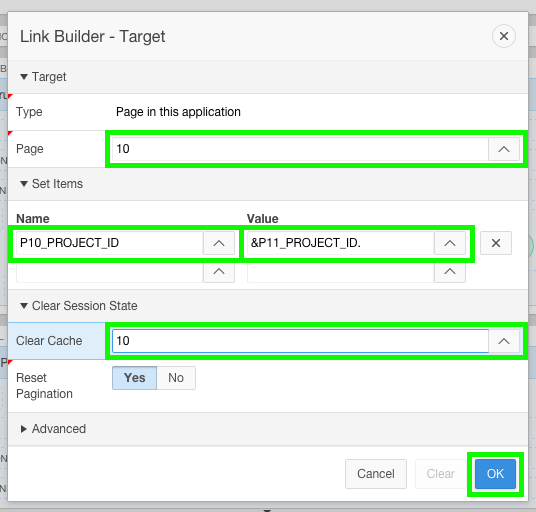 Link Builder - Target
Target
Type Page in this application
Page 10
Set Items
Name Value
P10_PROJECT_ID &P11_PROJECT_ID.
Clear Session State
Clear Cache 10
Reset Pagination Yes No
Advanced
Cancel Clear OK